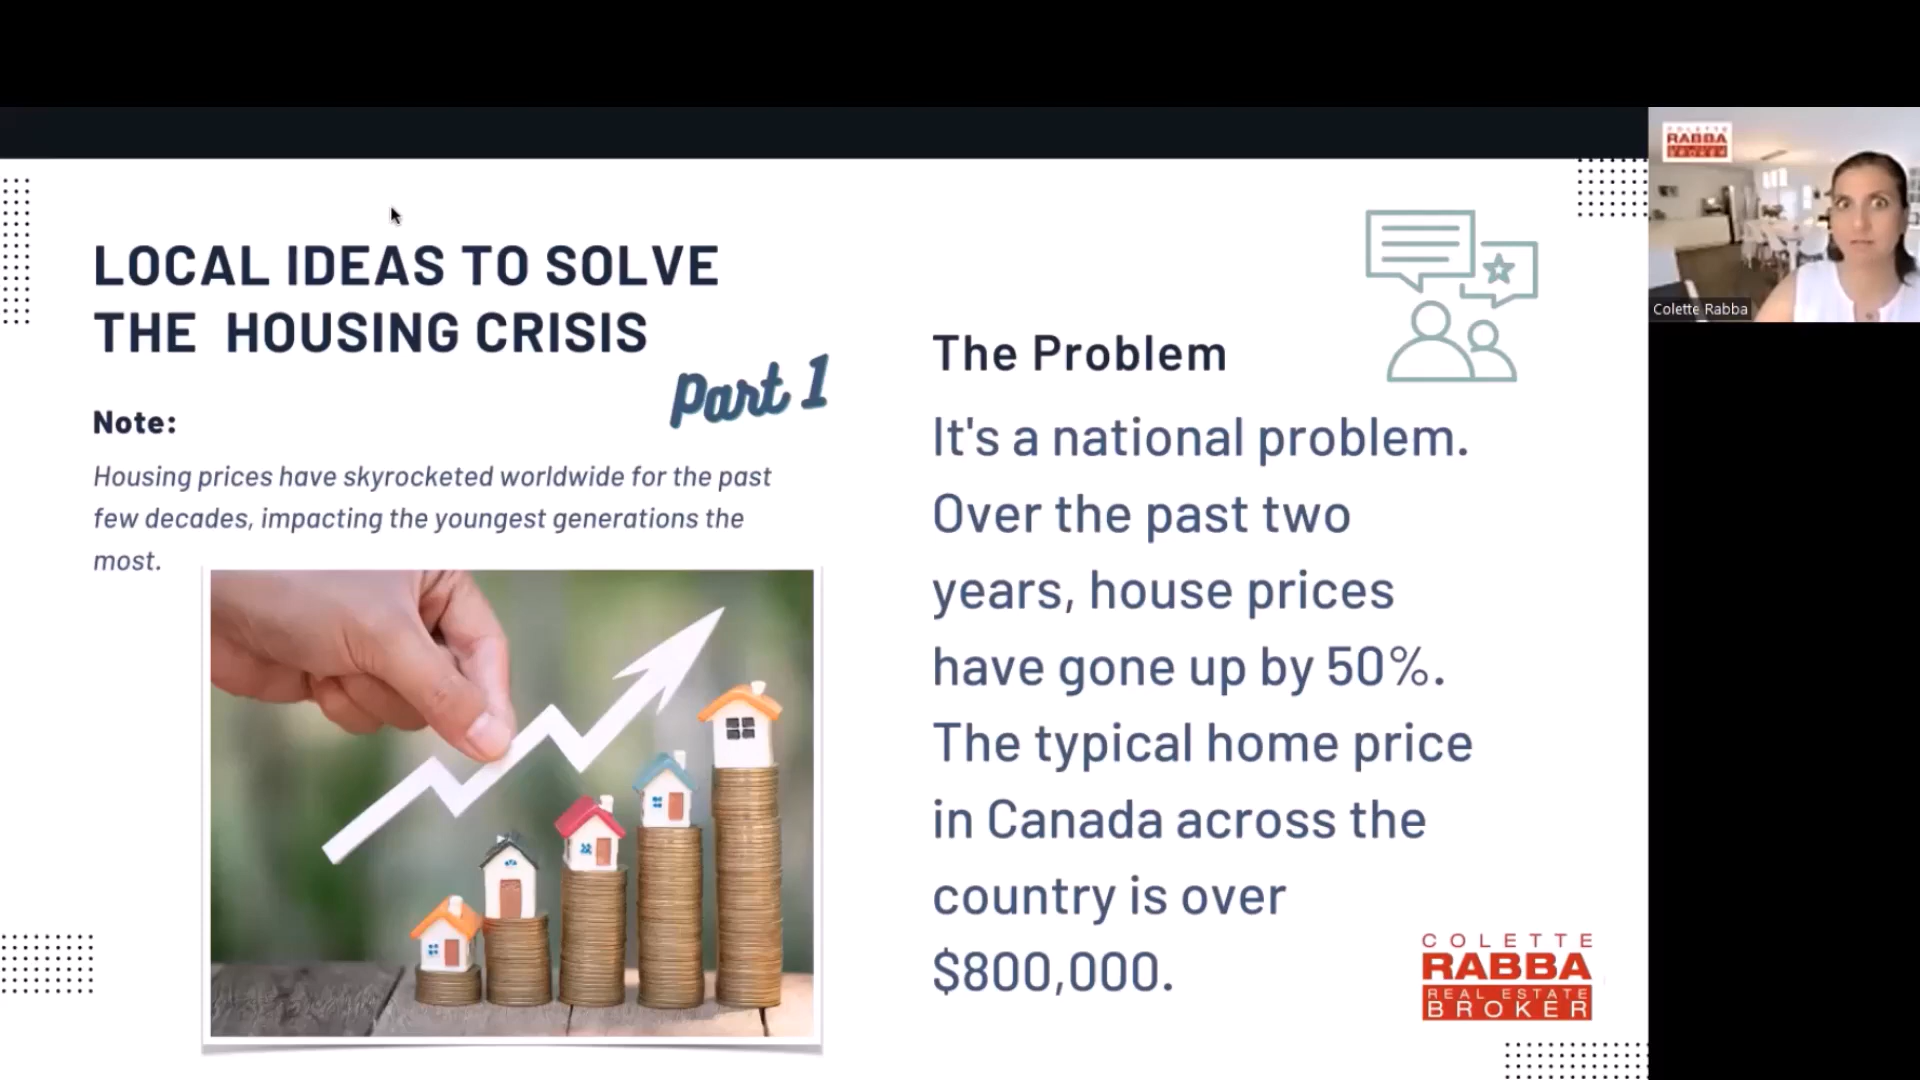 LOCAL IDEAS TO SOLVE
THE HOUSING CRISIS
Part 1
Note:
Housing prices have skyrocketed worldwide for the past
few decades, impacting the youngest generations the
most.
The Problem
It's a national problem.
Over the past two
years, house prices
have gone up by 50%.
The typical home price
in Canada across the
country is over
$800,000.
COLETTE
RABBA
REAL ESTATE
BROKER
COLETTE
RABBA
BROKER
Colette Rabba